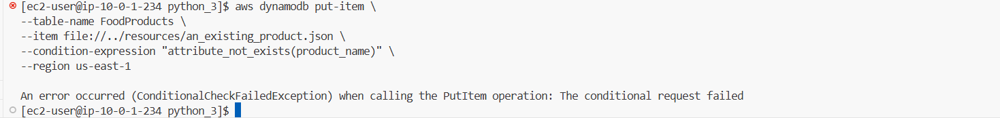 [ec2-user@ip-10-0-1-234 python_3]$ aws dynamodb put-item \
--table-name FoodProducts \
--item file://../resources/an_existing_product.json \
--condition-expression "attribute_not_exists(product_name)" \
--region us-east-1
An error occurred (ConditionalCheckFailedException) when calling the PutItem operation: The conditional request failed
[ec2-user@ip-10-0-1-234 python_3]$